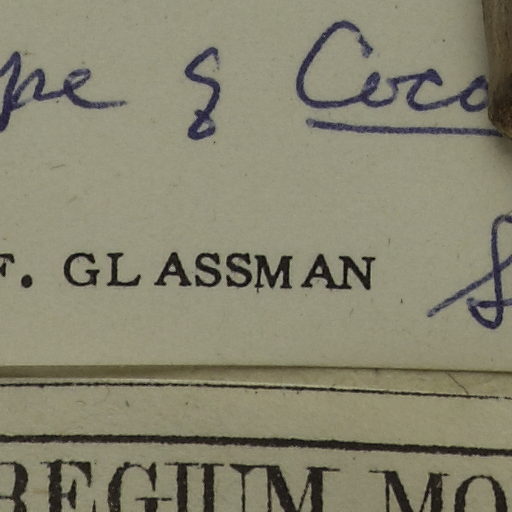 pe & Coco
F. GLASSMAN
S
REGIUM MO